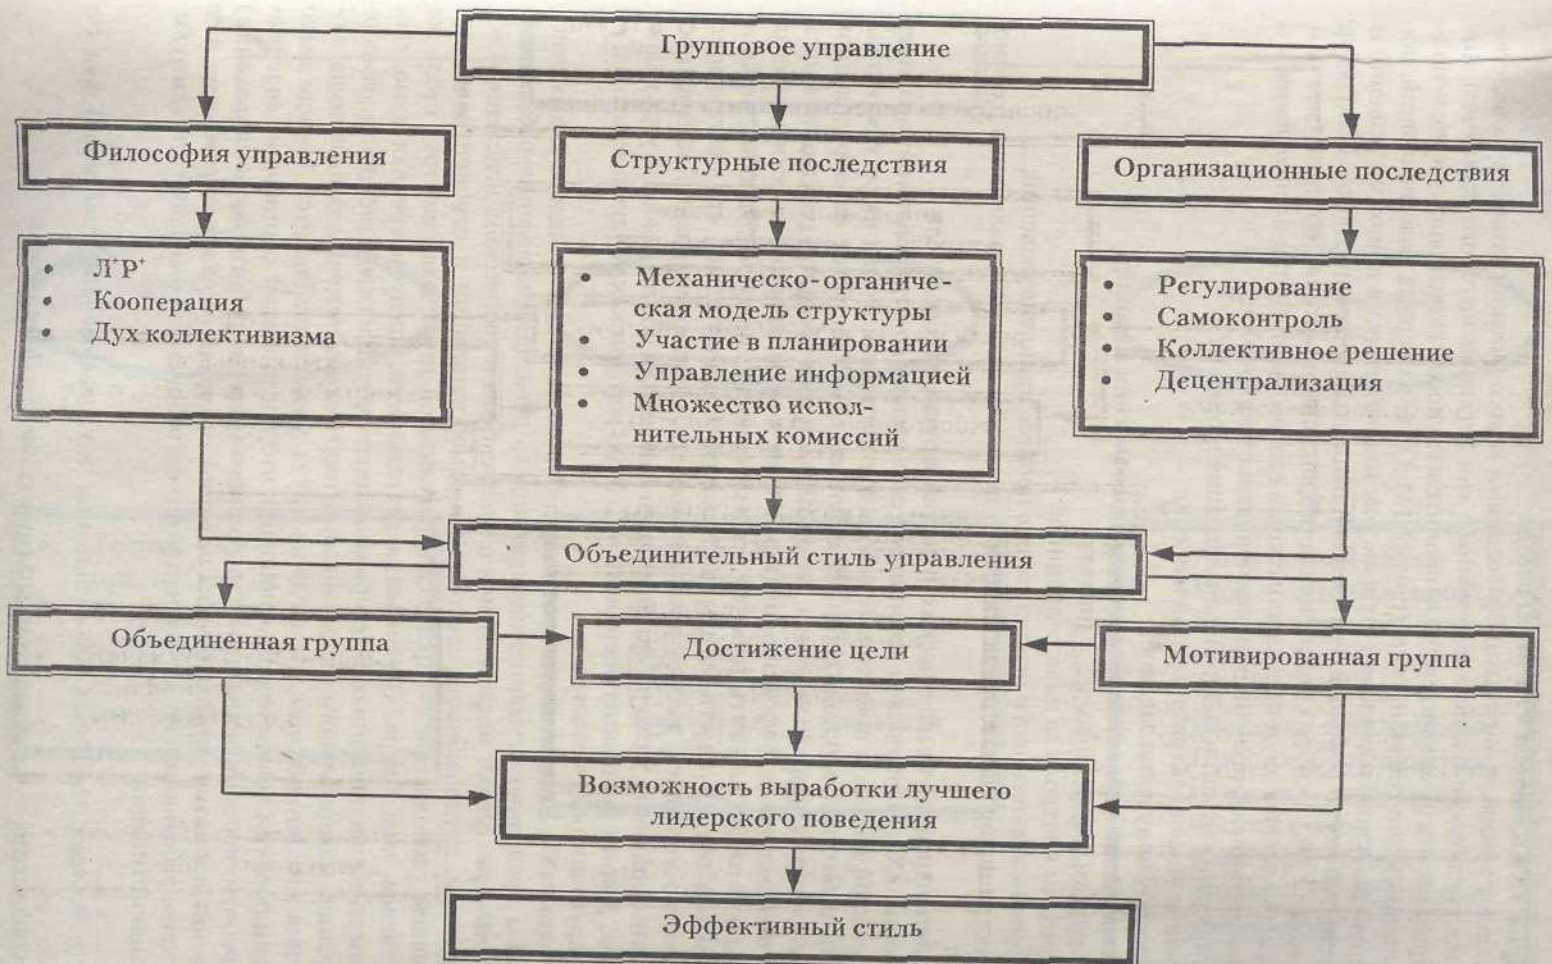 Групповое управление
Философия управления
Структурные последствия
Организационные последствия
• Л⁺Р⁺
• Кооперация
• Дух коллективизма
• Механическо-органиче-
ская модель структуры
• Участие в планировании
• Управление информацией
• Множество испол-
нительных комиссий
• Регулирование
• Самоконтроль
• Коллективное решение
• Децентрализация
Объединительный стиль управления
Объединенная группа
Достижение цели
Мотивированная группа
Возможность выработки лучшего
лидерского поведения
Эффективный стиль